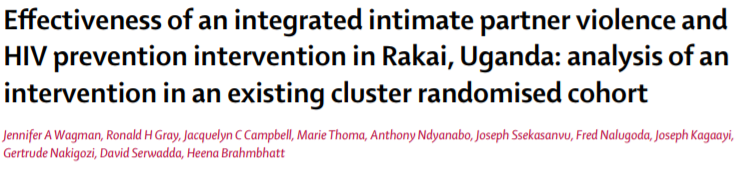 Effectiveness of an integrated intimate partner violence and
HIV prevention intervention in Rakai, Uganda: analysis of an
intervention in an existing cluster randomised cohort
Jennifer A Wagman, Ronald H Gray, Jacquelyn C Campbell, Marie Thoma, Anthony Ndyanabo, Joseph Ssekasanvu, Fred Nalugoda, Joseph Kagaayi,
Gertrude Nakigozi, David Serwadda, Heena Brahmbhatt